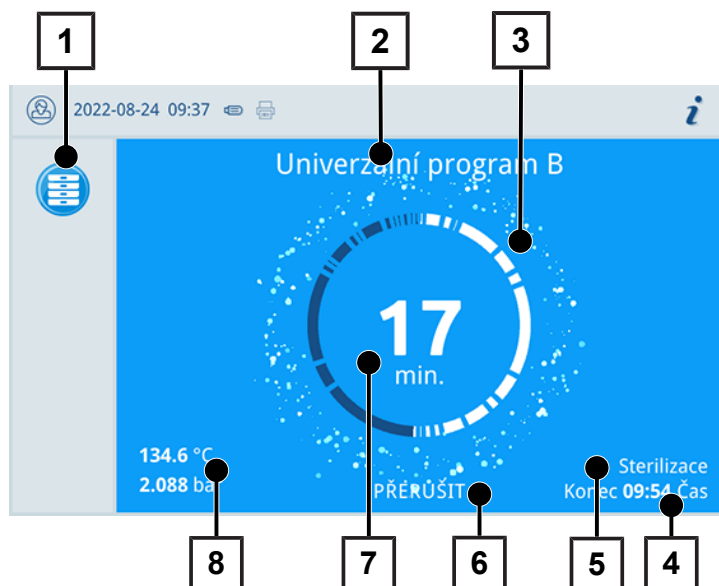 1
2
3
2022-08-24 09:37
i
Univerzální program B
17
min.
134.6 °C
2.088 bar
PŘERUŠIT
Sterilizace
Konec 09:54 Čas
8
7
6
5
4